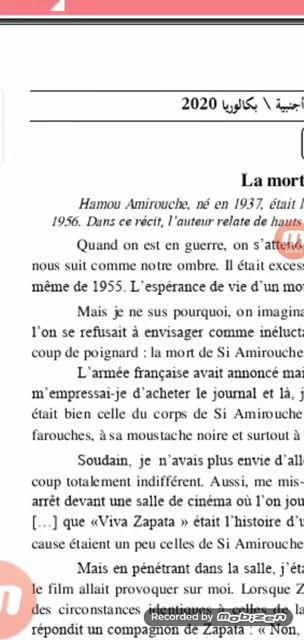 أجنبية \ بكالوريا 2020
La mort
Hamou Amirouche, né en 1937, était l
1956. Dans ce récit, l'auteur relate de hauts
Quand on est en guerre, on s'attend
nous suit comme notre ombre. Il était exces
même de 1955. L'espérance de vie d'un mo
Mais je ne sus pourquoi, on imagina
l'on se refusait à envisager comme inéluct
coup de poignard : la mort de Si Amirouche
L'armée française avait annoncé mai
m'empressai-je d'acheter le journal et là, j
était bien celle du corps de Si Amirouche
farouches, à sa moustache noire et surtout à
Soudain, je n'avais plus envie d'all
coup totalement indifférent. Aussi, me mis-
arrêt devant une salle de cinéma où l'on jou
[…] que «Viva Zapata » était l'histoire d'u
cause étaient un peu celles de Si Amirouche
Mais en pénétrant dans la salle, j'éta
le film allait provoquer sur moi. Lorsque Z
des circonstances identiques à celles de la
répondit un compagnon de Zapata : « Non
Recorded by mobizen